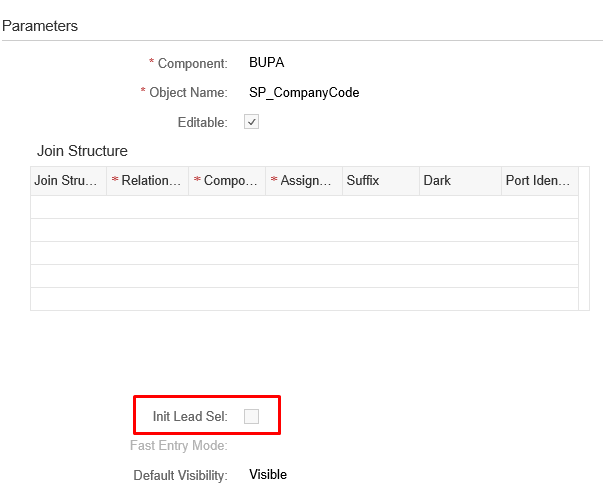 Parameters
* Component: BUPA
* Object Name: SP_CompanyCode
Editable:
Join Structure
Join Stru... * Relation... * Compo... * Assign... Suffix Dark Port Iden...
Init Lead Sel:
Fast Entry Mode:
Default Visibility: Visible